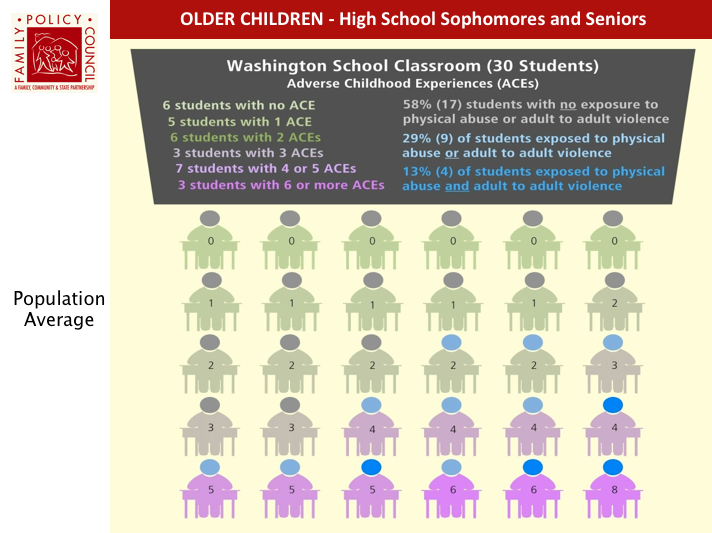 OLDER CHILDREN - High School Sophomores and Seniors
• POLICY •
FAMILY
COUNCIL
A FAMILY, COMMUNITY & STATE PARTNERSHIP
Washington School Classroom (30 Students)
Adverse Childhood Experiences (ACEs)
6 students with no ACE
5 students with 1 ACE
6 students with 2 ACEs
3 students with 3 ACEs
7 students with 4 or 5 ACEs
3 students with 6 or more ACEs
58% (17) students with no exposure to
physical abuse or adult to adult violence
29% (9) of students exposed to physical
abuse or adult to adult violence
13% (4) of students exposed to physical
abuse and adult to adult violence
Population
Average
0 0 0 0 0 0
1 1 1 1 1 2
2 2 2 2 2 3
3 3 4 4 4 4
5 5 5 6 6 8